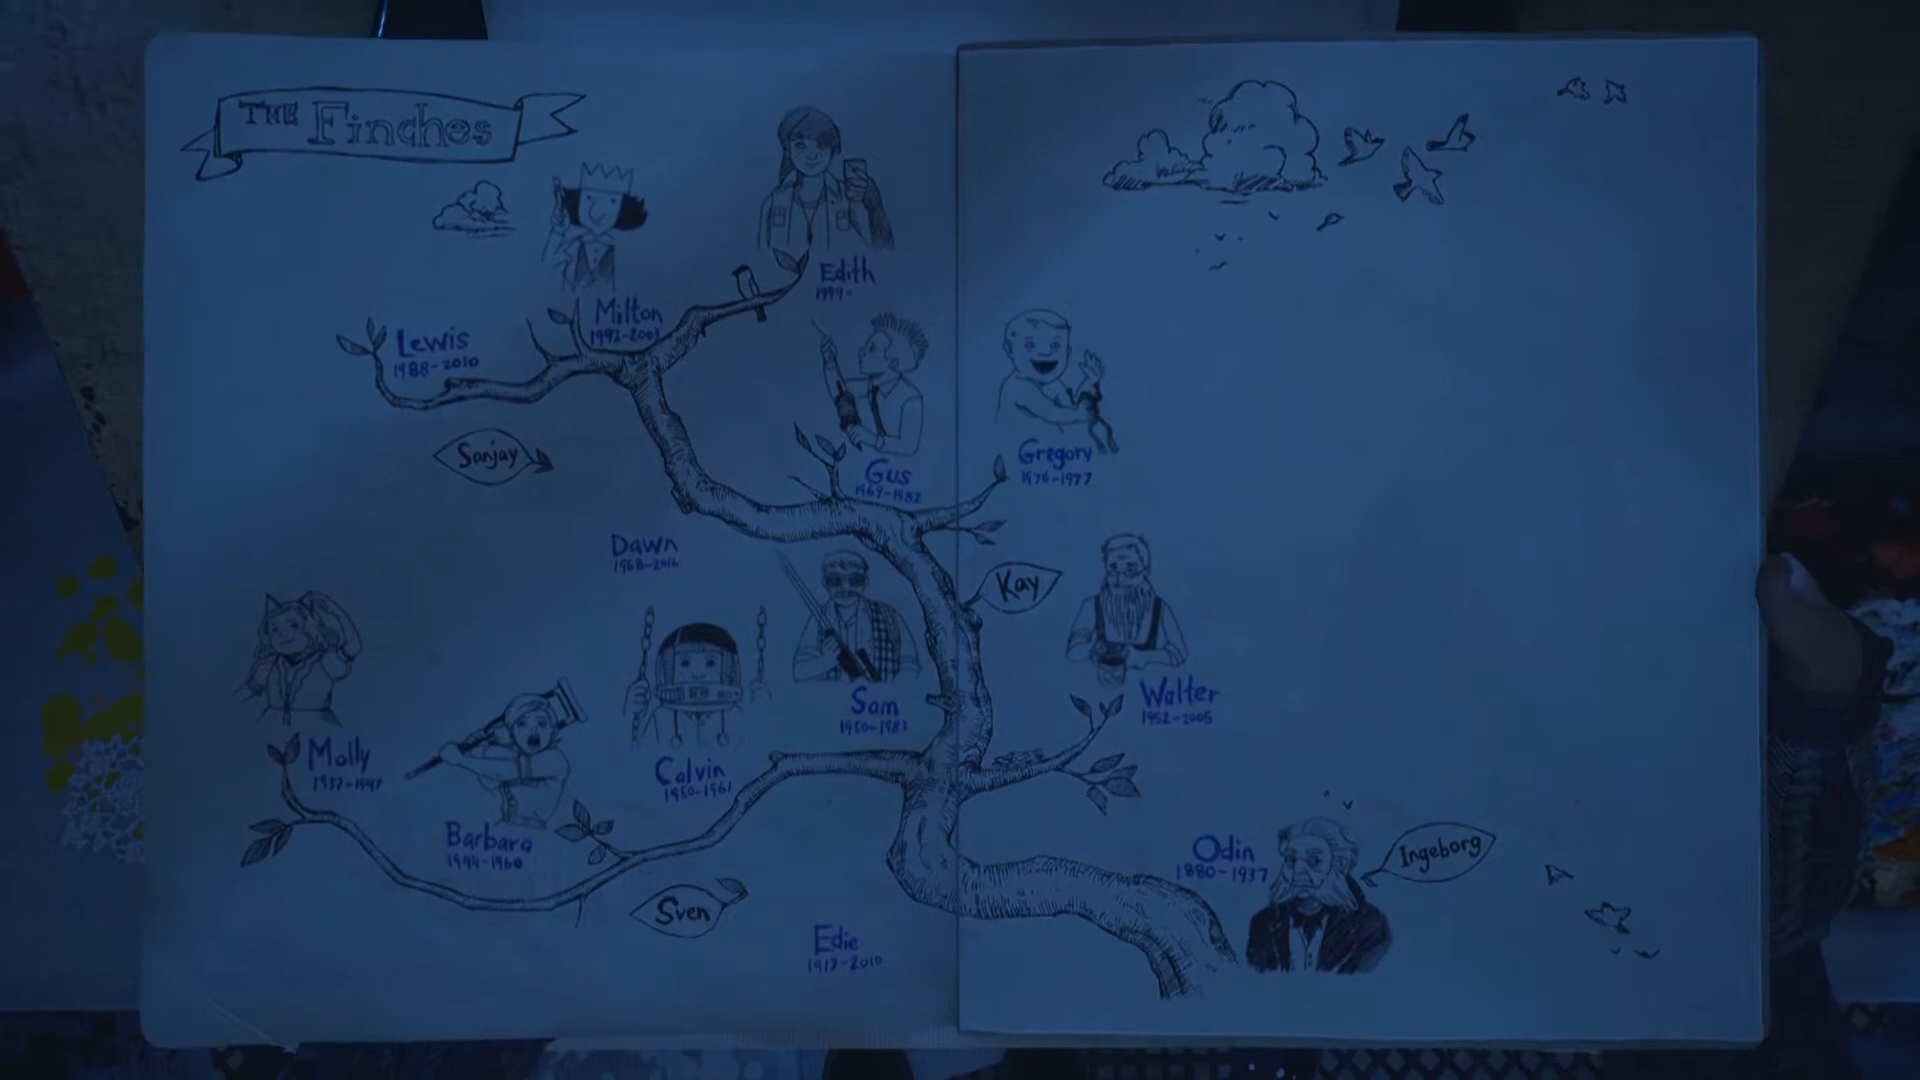 THE Finches
Edith
1999-
Milton
1992-2003
Lewis
1988-2010
Sanjay
Gus
1969-1982
Gregory
1976-1977
Dawn
1968-2016
Kay
Sam
1950-1983
Walter
1952-2005
Molly
1937-1947
Calvin
1950-1961
Barbara
1944-1960
Odin
1880-1937
Ingeborg
Sven
Edie
1917-2010